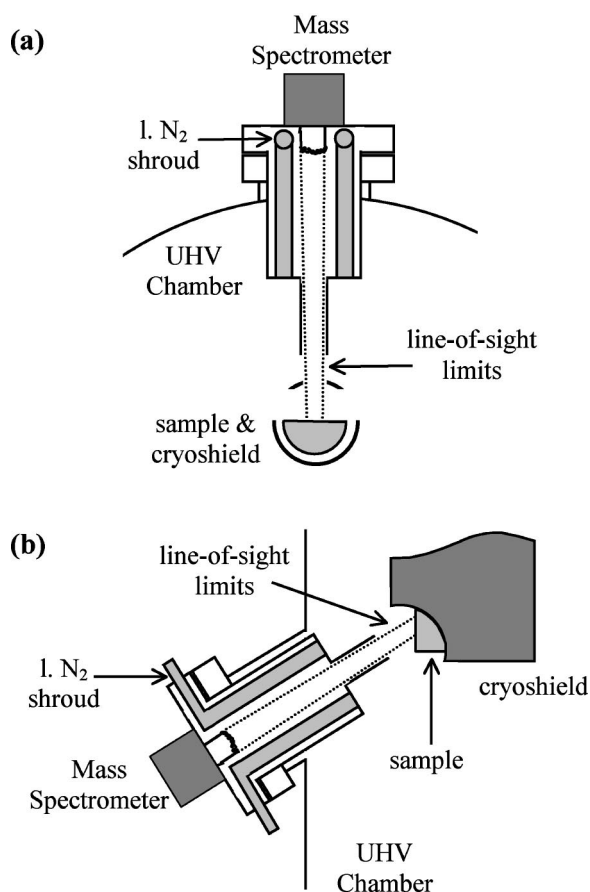 (a)
Mass
Spectrometer
l. N₂
shroud
UHV
Chamber
line-of-sight
limits
sample &
cryoshield
(b)
line-of-sight
limits
l. N₂
shroud
cryoshield
sample
Mass
Spectrometer
UHV
Chamber